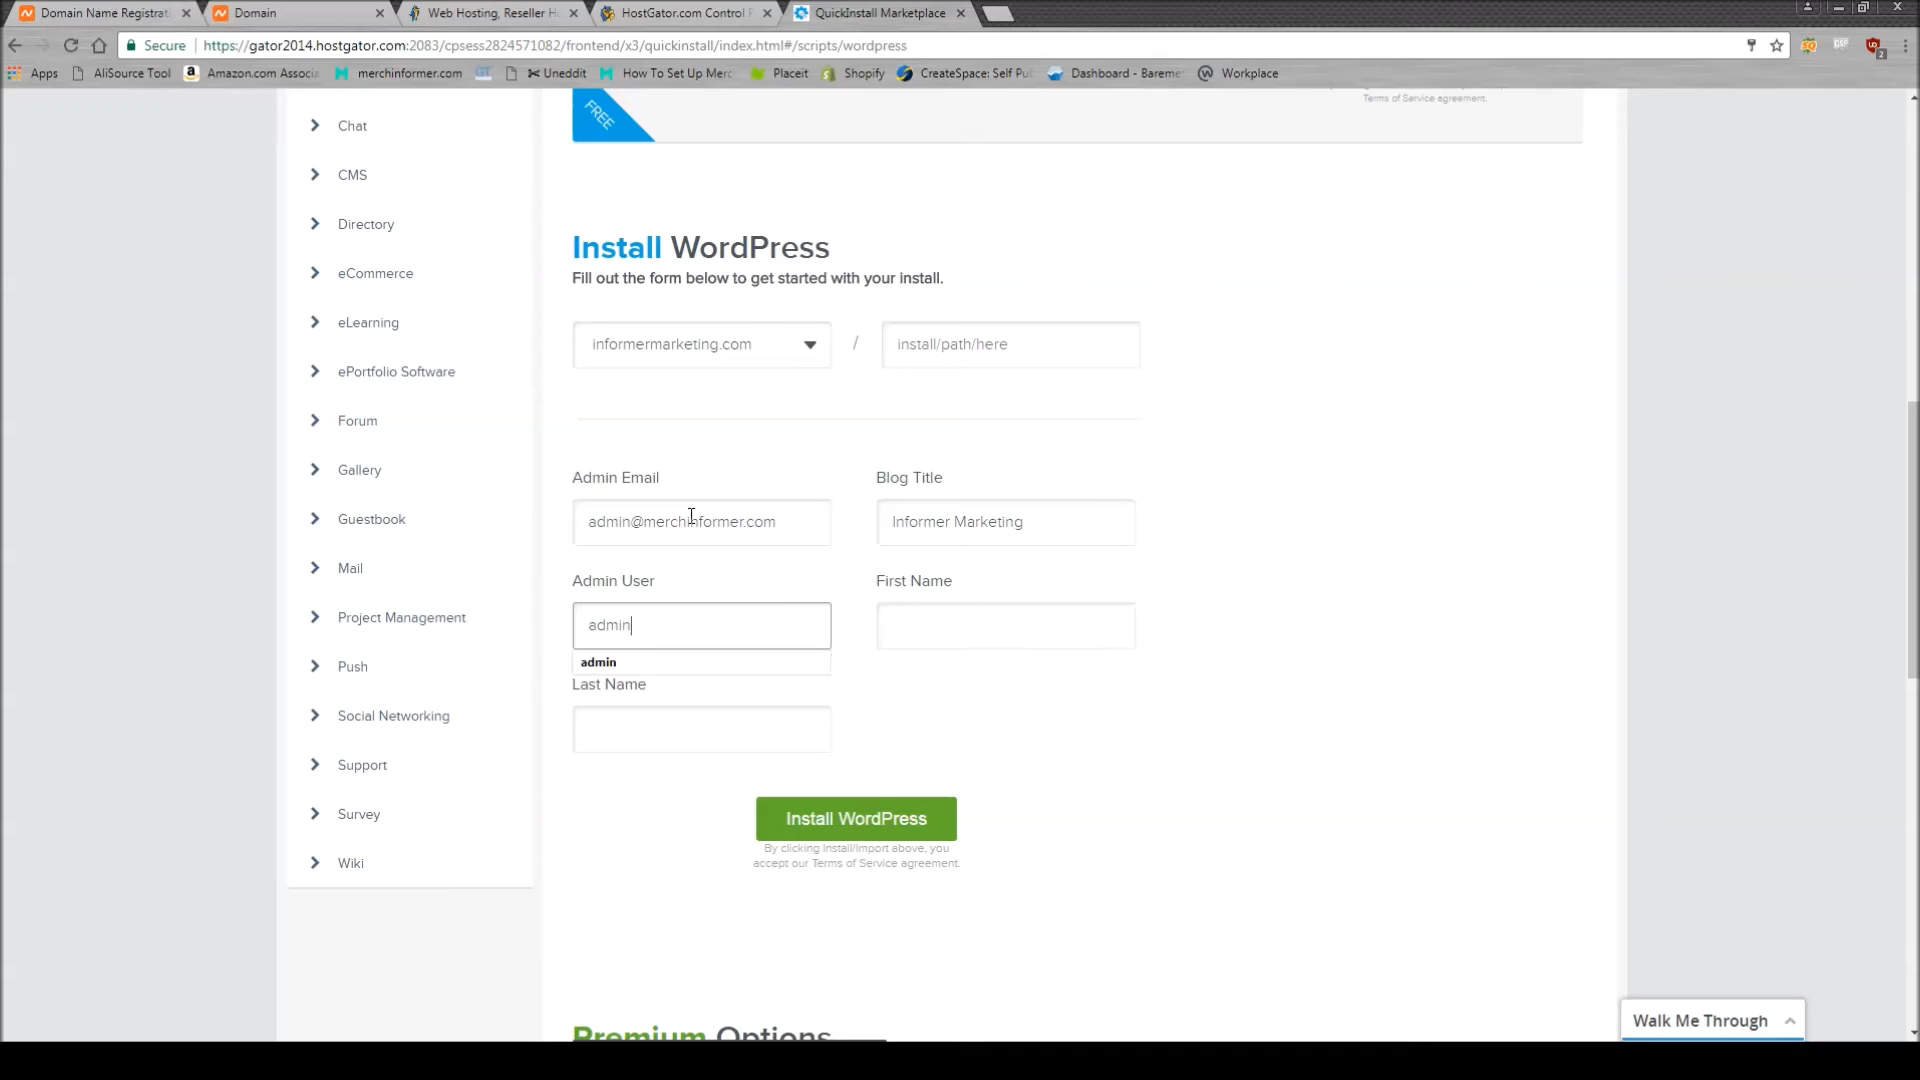 Domain Name Registrati
Domain
Web Hosting, Reseller H
HostGator.com Control P
QuickInstall Marketplace
Secure
https://gator2014.hostgator.com:2083/cpsess2824571082/frontend/x3/quickinstall/index.html#/scripts/wordpress
Apps
AliSource Tool
Amazon.com Associa
merchinformer.com
Uneddit
How To Set Up Merc
Placeit
Shopify
CreateSpace: Self Pu
Dashboard - Bareme
Workplace
Terms of Service agreement.
FREE
Chat
CMS
Directory
eCommerce
eLearning
ePortfolio Software
Forum
Gallery
Guestbook
Mail
Project Management
Push
Social Networking
Support
Survey
Wiki
Install WordPress
Fill out the form below to get started with your install.
informermarketing.com / install/path/here
Admin Email
Blog Title
admin@merchinformer.com
Informer Marketing
Admin User
First Name
admin
admin
Last Name
Install WordPress
By clicking Install/Import above, you
accept our Terms of Service agreement.
Premium Options
Walk Me Through